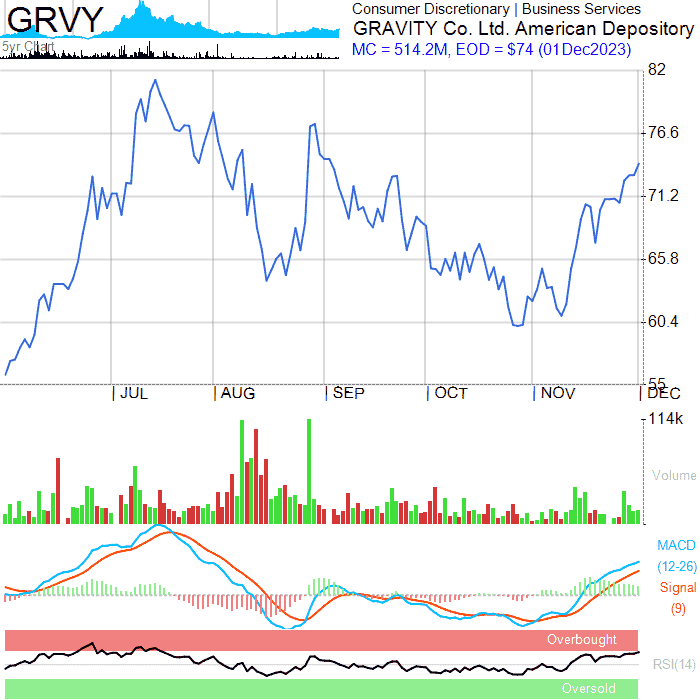 GRVY
Consumer Discretionary | Business Services
GRAVITY Co. Ltd. American Depository
MC = 514.2M, EOD = $74 (01Dec2023)
5yr Chart
82
76.6
71.2
65.8
60.4
55
| JUL | AUG | SEP | OCT | NOV | DEC
114k
Volume
MACD
(12-26)
Signal
(9)
Overbought
RSI(14)
Oversold